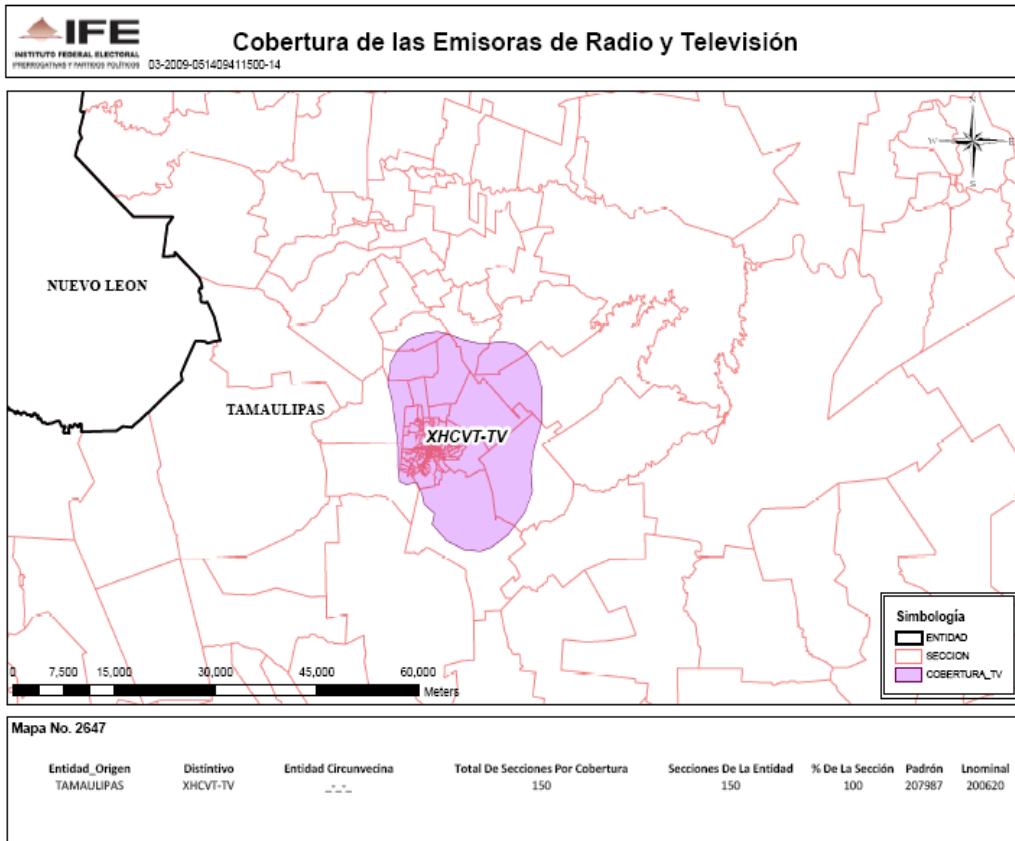 IFE
INSTITUTO FEDERAL ELECTORAL
PRERROGATIVAS Y PARTIDOS POLÍTICOS
03-2009-051409411500-14
Cobertura de las Emisoras de Radio y Televisión
N
W
E
S
NUEVO LEON
TAMAULIPAS
XHCVT-TV
Simbología
ENTIDAD
SECCION
COBERTURA_TV
0 7,500 15,000 30,000 45,000 60,000
Meters
Mapa No. 2647
Entidad_Origen Distintivo Entidad Circunvecina Total De Secciones Por Cobertura Secciones De La Entidad % De La Sección Padrón Lnominal
TAMAULIPAS XHCVT-TV _-_-_ 150 150 100 207987 200620